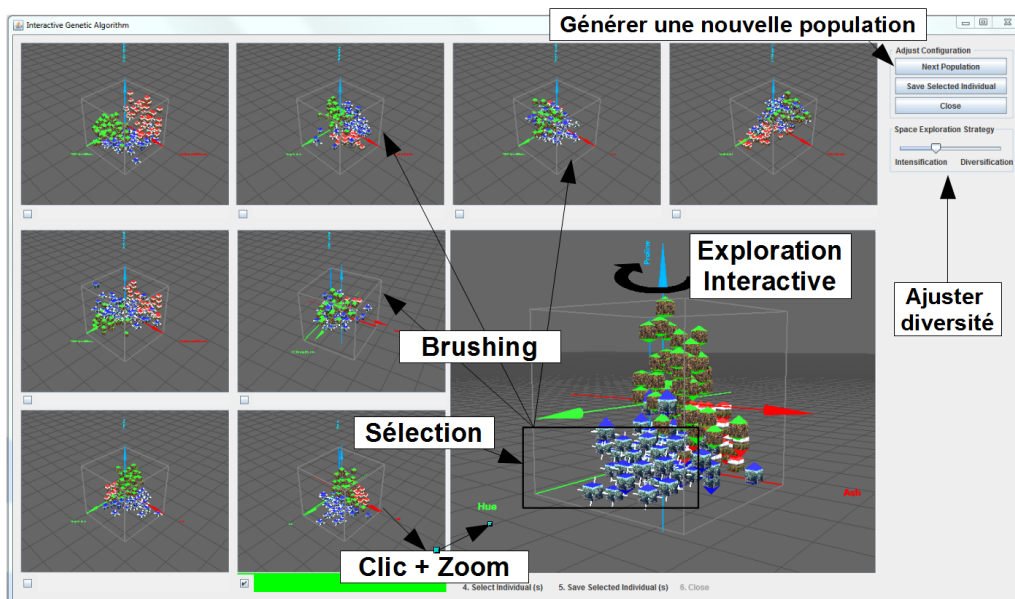 Interactive Genetic Algorithm
Générer une nouvelle population
Adjust Configuration
Next Population
Save Selected Individual
Close
Space Exploration Strategy
Intensification Diversification
Proline
Exploration
Interactive
Ajuster
diversité
Brushing
Sélection
Hue
Ash
Clic + Zoom
4. Select Individual (s) 5. Save Selected Individual (s) 6. Close